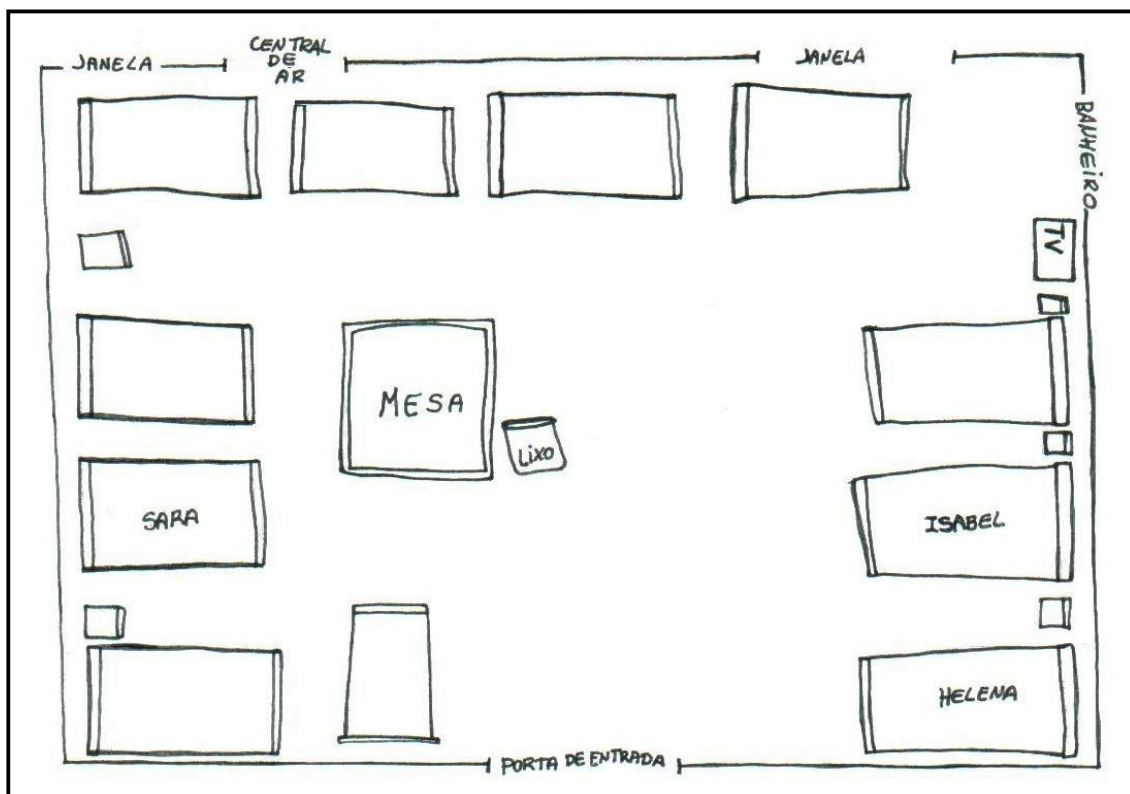 JANELA
CENTRAL
DE
AR
JANELA
BANHEIRO
TV
MESA
LIXO
SARA
ISABEL
HELENA
PORTA DE ENTRADA